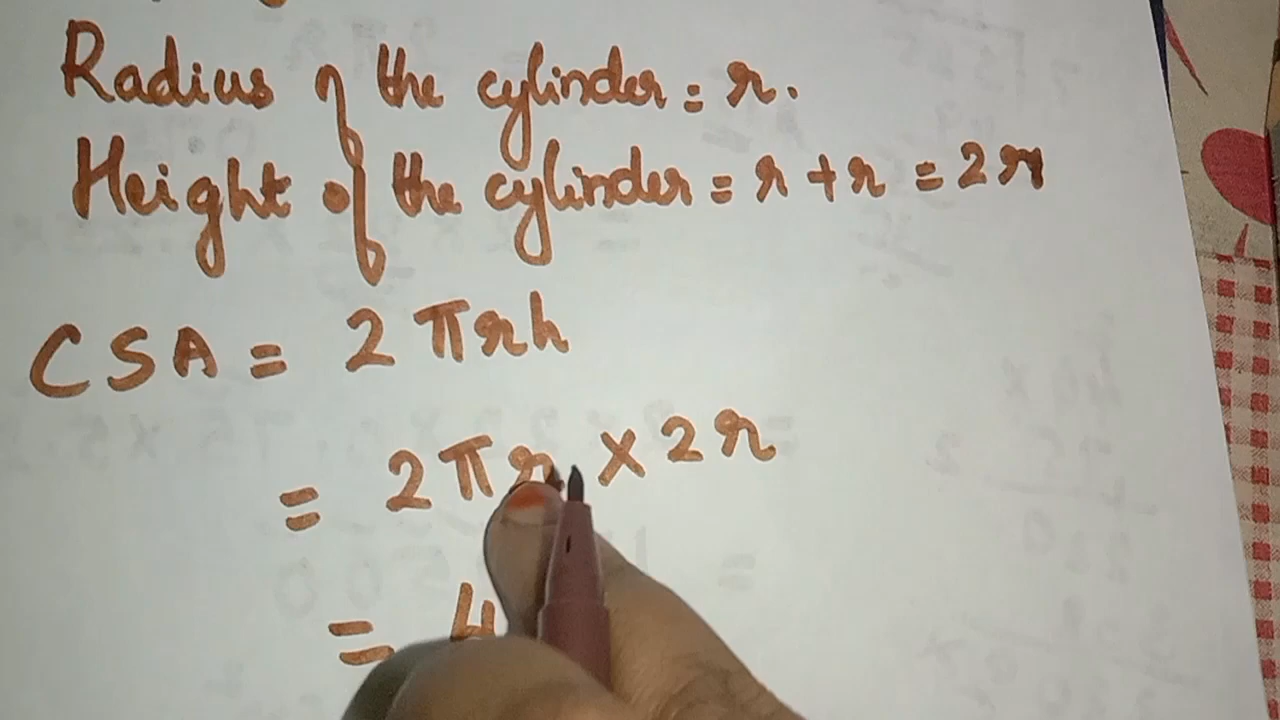 Radius of the cylinder = r.
Height of the cylinder = r + r = 2r
CSA = 2πrh
= 2πr × 2r
= 4